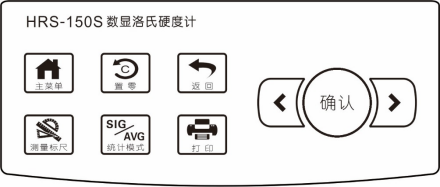 HRS-150S 数显洛氏硬度计
主菜单
置 零
返 回
确认
测量标尺
SIG/AVG
统计模式
打 印